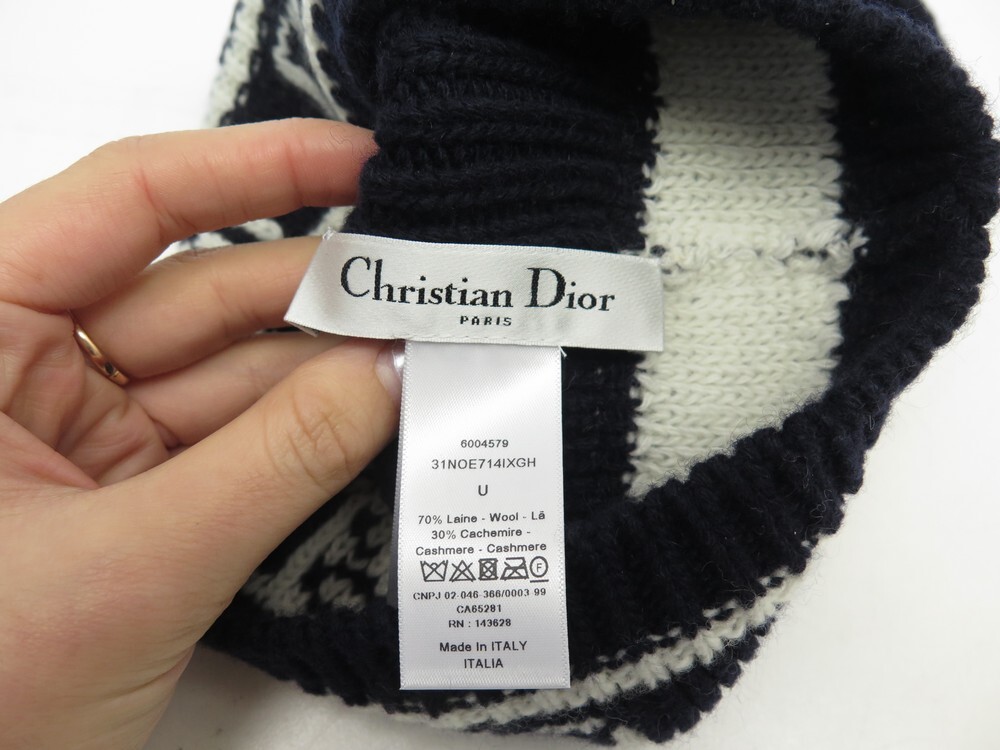 Christian Dior
PARIS
6004579
31NOE714IXGH
U
70% Laine - Wool - Lã
30% Cachemire -
Cashmere - Cashmere
F
CNPJ 02-046-366/0003-99
CA65281
RN : 143628
Made In ITALY
ITALIA